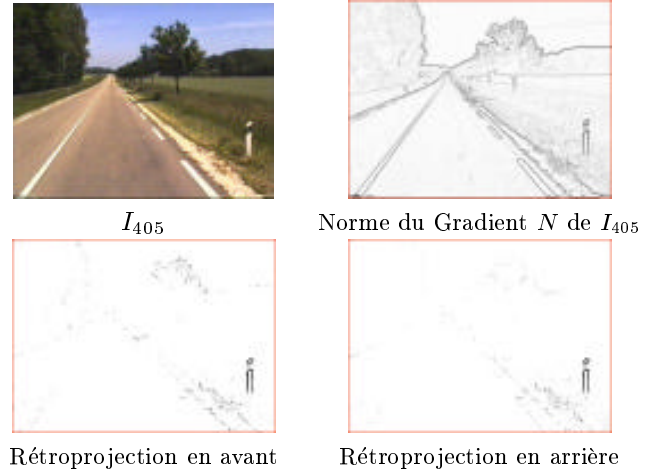 I405
Norme du Gradient N de I405
Rétroprojection en avant
Rétroprojection en arrière